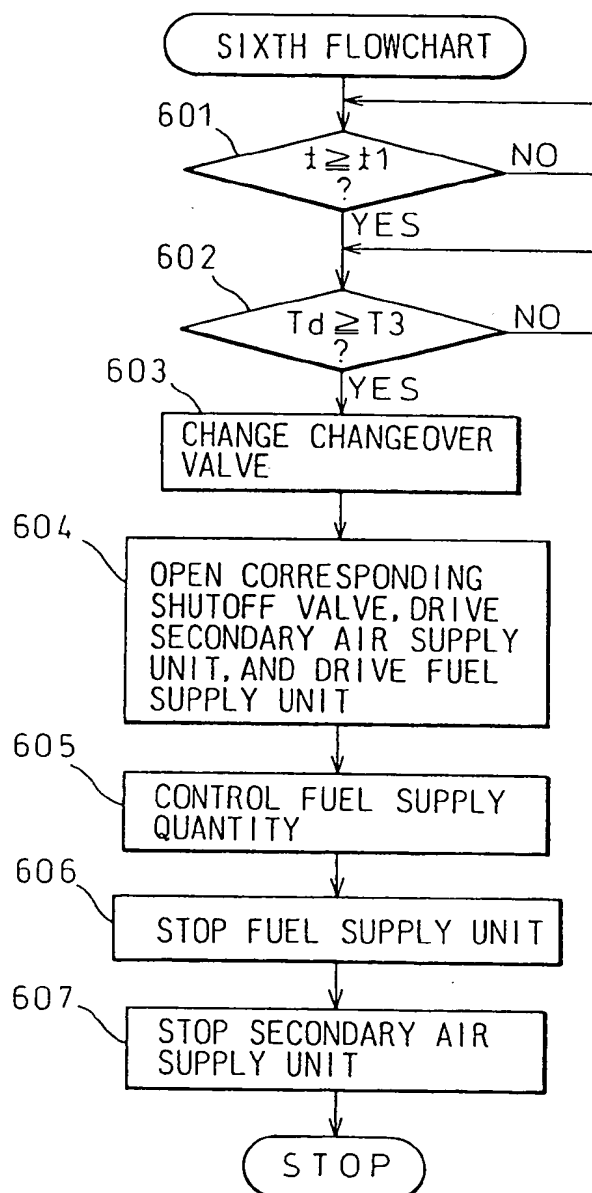 SIXTH FLOWCHART
601
t ≧ t1
?
NO
YES
602
Td ≧ T3
?
NO
YES
603
CHANGE CHANGEOVER
VALVE
604
OPEN CORRESPONDING
SHUTOFF VALVE, DRIVE
SECONDARY AIR SUPPLY
UNIT, AND DRIVE FUEL
SUPPLY UNIT
605
CONTROL FUEL SUPPLY
QUANTITY
606
STOP FUEL SUPPLY UNIT
607
STOP SECONDARY AIR
SUPPLY UNIT
STOP